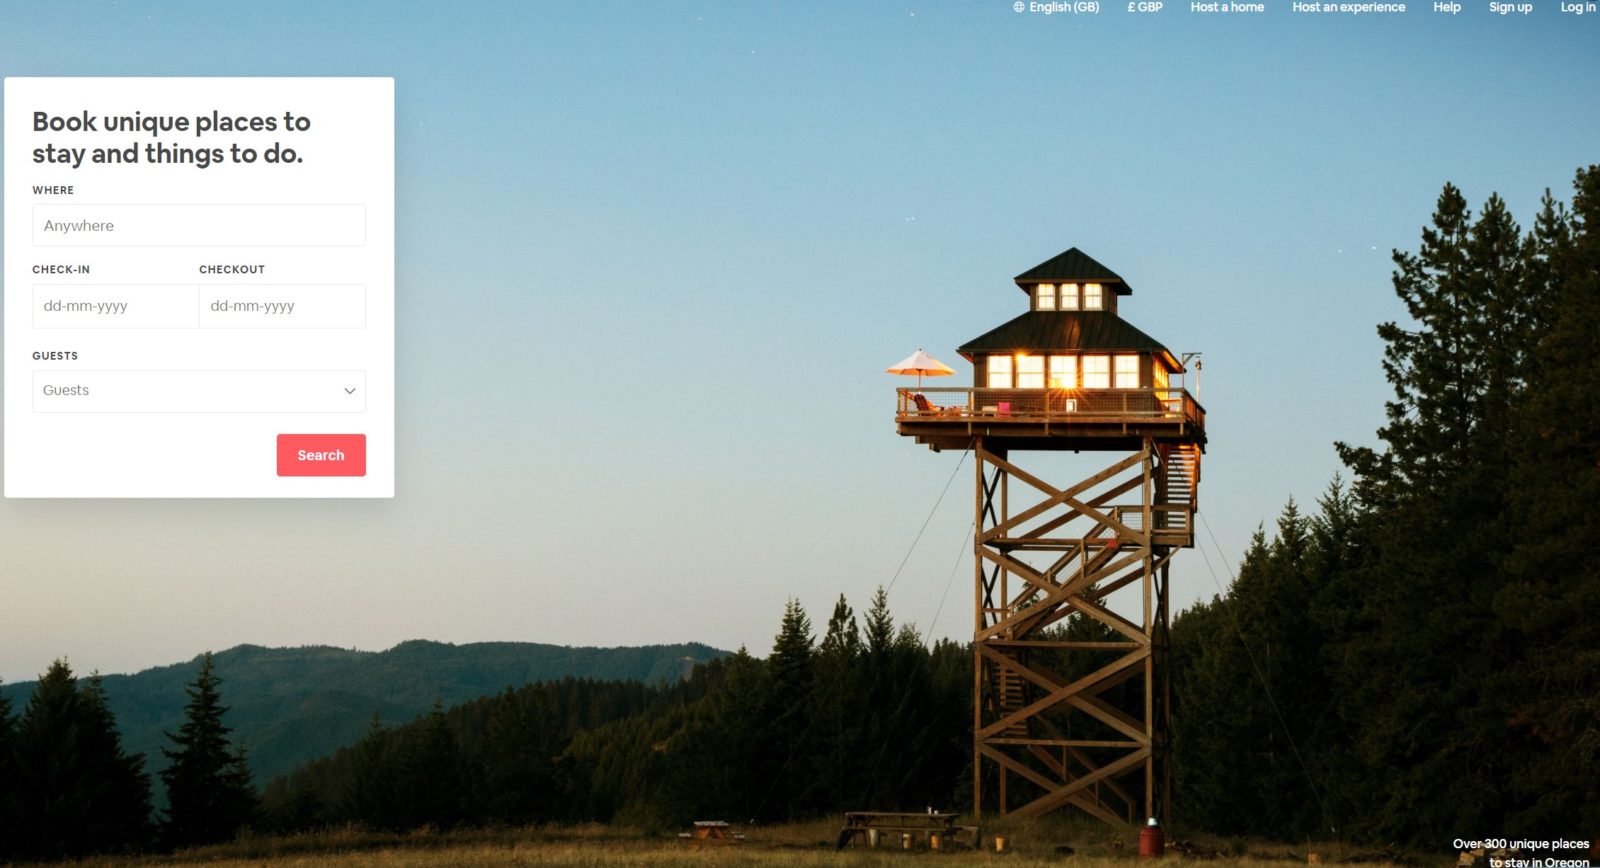 English (GB)
£ GBP
Host a home
Host an experience
Help
Sign up
Log in
Book unique places to
stay and things to do.
WHERE
Anywhere
CHECK-IN
CHECKOUT
dd-mm-yyyy
dd-mm-yyyy
GUESTS
Guests
Search
Over 300 unique places
to stay in Oregon